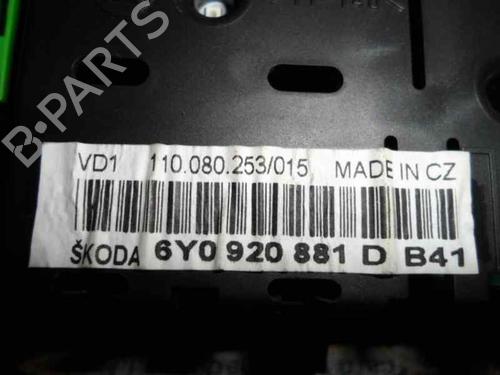 B-PARTS
VD1 110.080.253/015 MADE IN CZ
ŠKODA 6Y0 920 881 D B41